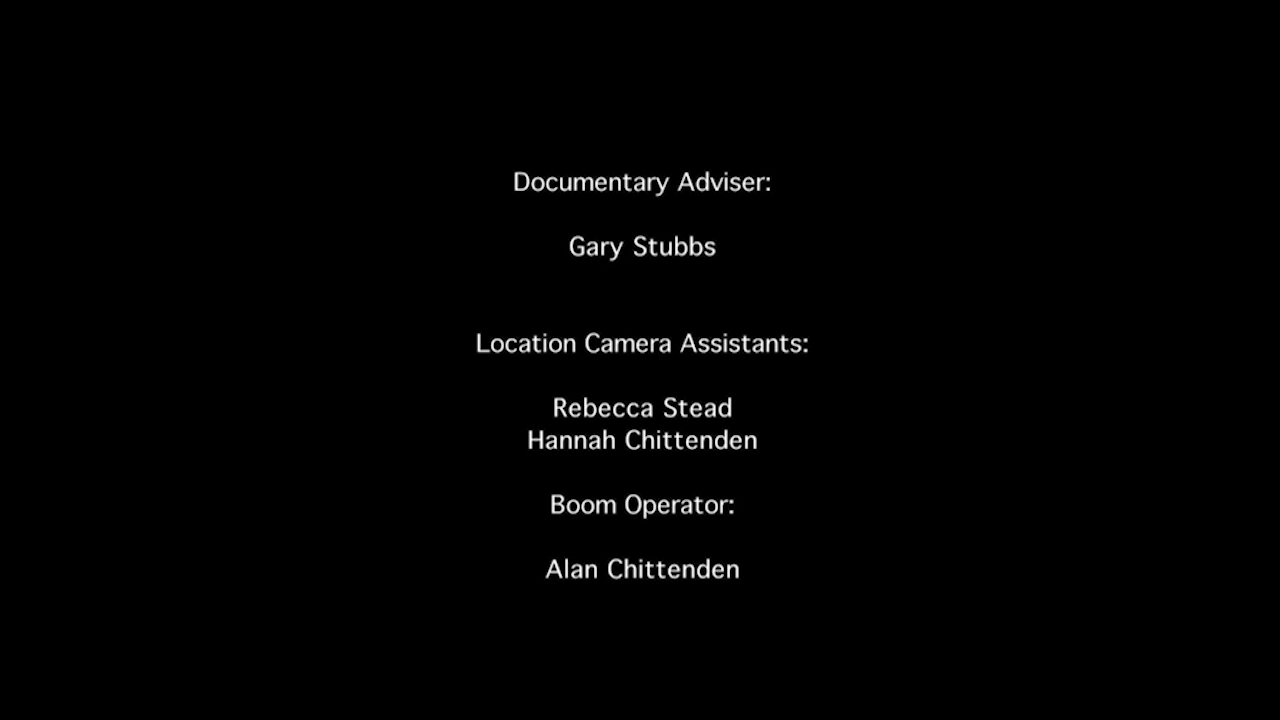 Documentary Adviser:
Gary Stubbs
Location Camera Assistants:
Rebecca Stead
Hannah Chittenden
Boom Operator:
Alan Chittenden